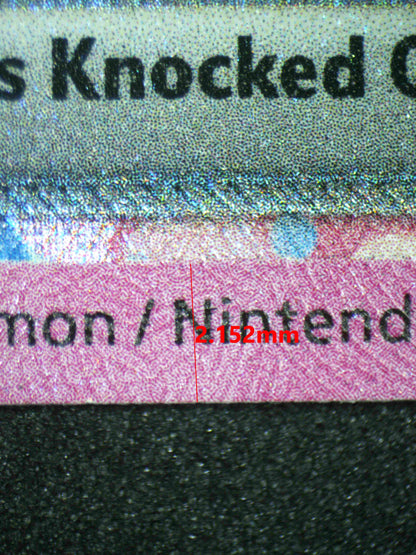 s Knocked O
mon / Nintend
2.152mm